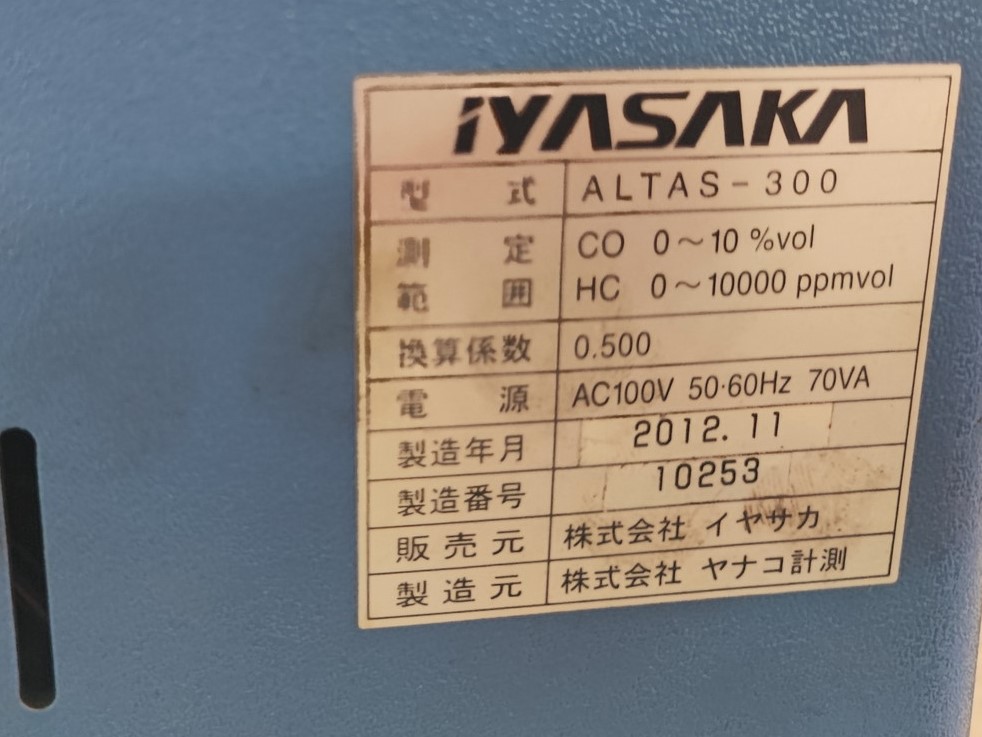 IYASAKA
型式 ALTAS-300
測定 CO 0～10 %vol
範囲 HC 0～10000 ppmvol
換算係数 0.500
電源 AC100V 50·60Hz 70VA
製造年月 2012.11
製造番号 10253
販売元 株式会社 イヤサカ
製造元 株式会社 ヤナコ計測